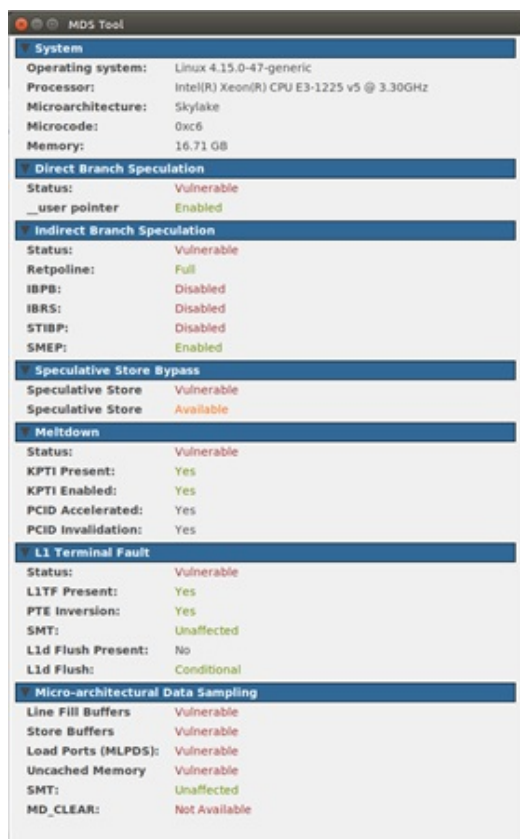 MDS Tool
System
Operating system: Linux 4.15.0-47-generic
Processor: Intel(R) Xeon(R) CPU E3-1225 v5 @ 3.30GHz
Microarchitecture: Skylake
Microcode: 0xc6
Memory: 16.71 GB
Direct Branch Speculation
Status: Vulnerable
__user pointer Enabled
Indirect Branch Speculation
Status: Vulnerable
Retpoline: Full
IBPB: Disabled
IBRS: Disabled
STIBP: Disabled
SMEP: Enabled
Speculative Store Bypass
Speculative Store Vulnerable
Speculative Store Available
Meltdown
Status: Vulnerable
KPTI Present: Yes
KPTI Enabled: Yes
PCID Accelerated: Yes
PCID Invalidation: Yes
L1 Terminal Fault
Status: Vulnerable
L1TF Present: Yes
PTE Inversion: Yes
SMT: Unaffected
L1d Flush Present: No
L1d Flush: Conditional
Micro-architectural Data Sampling
Line Fill Buffers Vulnerable
Store Buffers Vulnerable
Load Ports (MLPDS): Vulnerable
Uncached Memory Vulnerable
SMT: Unaffected
MD_CLEAR: Not Available